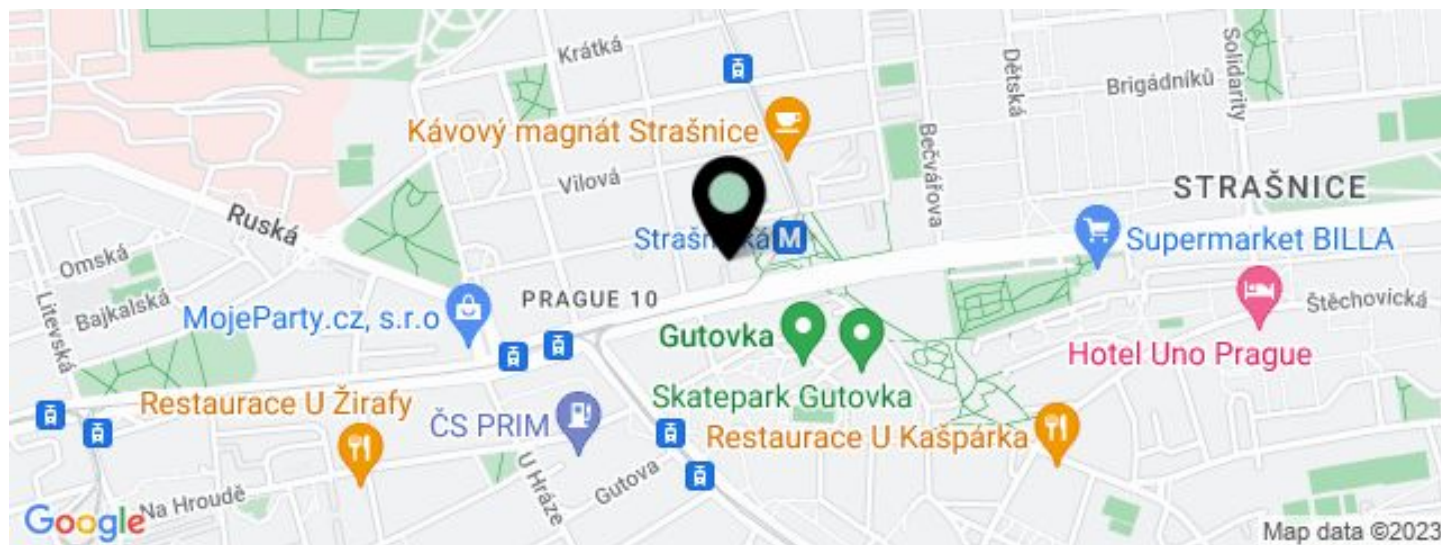 Krátká
Dětská
Solidarity
Brigádníků
Kávový magnát Strašnice
Bečvářova
Vilová
STRAŠNICE
Ruská
M
Supermarket BILLA
Omská
Litevská
Bajkalská
PRAGUE 10
Štěchovická
MojeParty.cz, s.r.o
Gutovka
Hotel Uno Prague
Skatepark Gutovka
Restaurace U Žirafy
ČS PRIM
Restaurace U Kašpárka
U Hráze
Gutova
Na Hroudě
Google
Map data ©2023